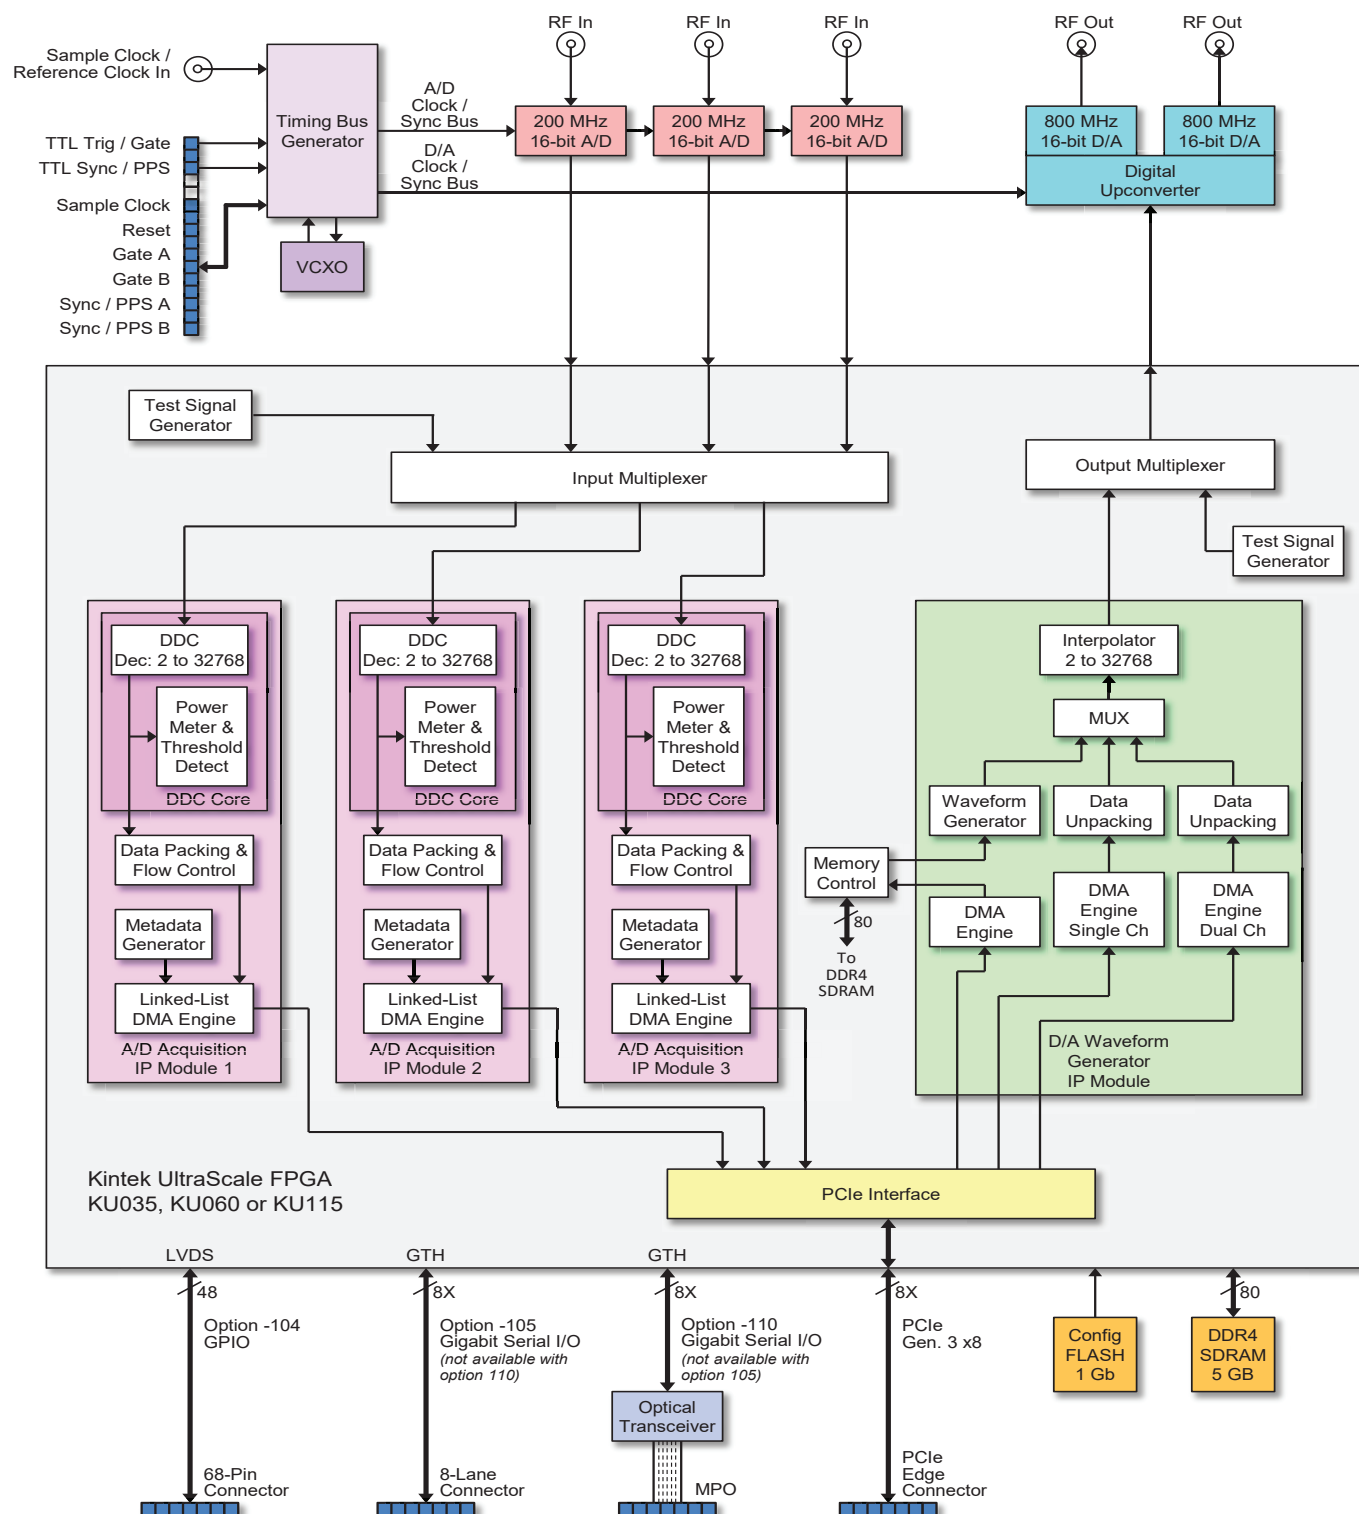 RF In
RF In
RF In
RF Out
RF Out
Sample Clock /
Reference Clock In
TTL Trig / Gate
TTL Sync / PPS
Sample Clock
Reset
Gate A
Gate B
Sync / PPS A
Sync / PPS B
Timing Bus
Generator
VCXO
A/D
Clock /
Sync Bus
D/A
Clock /
Sync Bus
200 MHz
16-bit A/D
200 MHz
16-bit A/D
200 MHz
16-bit A/D
800 MHz
16-bit D/A
800 MHz
16-bit D/A
Digital
Upconverter
Test Signal
Generator
Input Multiplexer
Output Multiplexer
Test Signal
Generator
DDC
Dec: 2 to 32768
Power
Meter &
Threshold
Detect
DDC Core
Data Packing &
Flow Control
Metadata
Generator
Linked-List
DMA Engine
A/D Acquisition
IP Module 1
DDC
Dec: 2 to 32768
Power
Meter &
Threshold
Detect
DDC Core
Data Packing &
Flow Control
Metadata
Generator
Linked-List
DMA Engine
A/D Acquisition
IP Module 2
DDC
Dec: 2 to 32768
Power
Meter &
Threshold
Detect
DDC Core
Data Packing &
Flow Control
Metadata
Generator
Linked-List
DMA Engine
A/D Acquisition
IP Module 3
Interpolator
2 to 32768
MUX
Waveform
Generator
Data
Unpacking
Data
Unpacking
Memory
Control
80
To
DDR4
SDRAM
DMA
Engine
DMA
Engine
Single Ch
DMA
Engine
Dual Ch
D/A Waveform
Generator
IP Module
Kintek UltraScale FPGA
KU035, KU060 or KU115
PCIe Interface
LVDS
GTH
GTH
48
8X
8X
8X
80
Option -104
GPIO
Option -105
Gigabit Serial I/O
(not available with
option 110)
Option -110
Gigabit Serial I/O
(not available with
option 105)
PCIe
Gen. 3 x8
Config
FLASH
1 Gb
DDR4
SDRAM
5 GB
Optical
Transceiver
68-Pin
Connector
8-Lane
Connector
MPO
PCIe
Edge
Connector